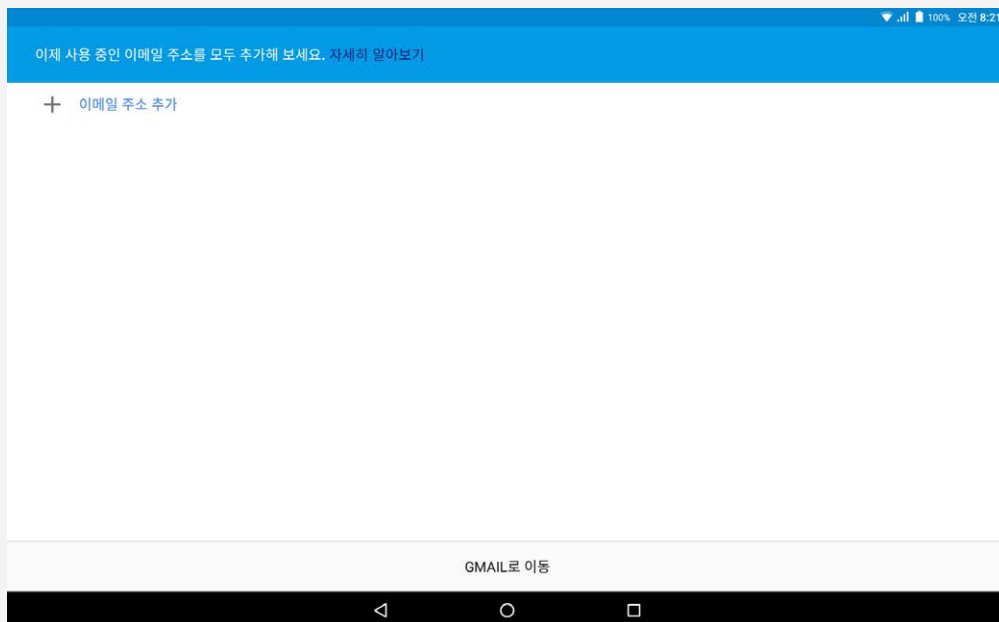 100% 오전 8:21
이제 사용 중인 이메일 주소를 모두 추가해 보세요. 자세히 알아보기
이메일 주소 추가
GMAIL로 이동